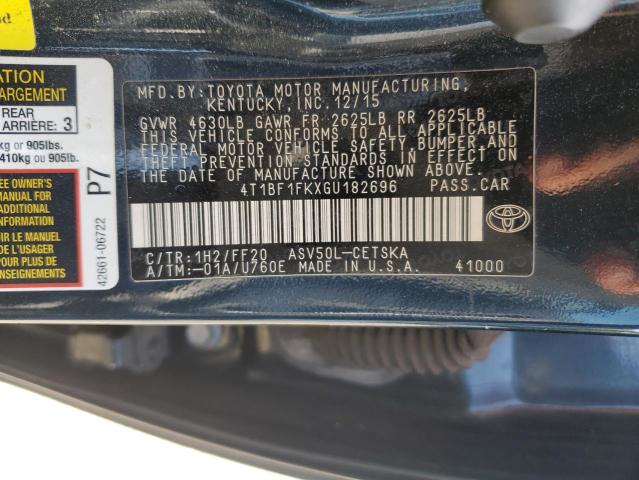 ATION
ARGEMENT
REAR
ARRIÈRE: 3
kg or 905lbs.
410kg ou 905lb.
EE OWNER'S
MANUAL FOR
ADDITIONAL
FORMATION
OIR LE MANUEL
L'USAGER
POUR PLUS DE
42661-06722
P7
MFD.BY:TOYOTA MOTOR MANUFACTURING,
KENTUCKY, INC. 12/15
GVWR 4630LB GAWR FR 2625LB RR 2625LB
THIS VEHICLE CONFORMS TO ALL APPLICABLE
FEDERAL MOTOR VEHICLE SAFETY,BUMPER,AND
THEFT PREVENTION STANDARDS IN EFFECT ON
THE DATE OF MANUFACTURE SHOWN ABOVE.
4T1BF1FKXGU182696 PASS.CAR
C/TR:1H2/FF20 ASV50L-CETSKA
A/TM:-01A/U760E MADE IN U.S.A. 41000
TOYOTA